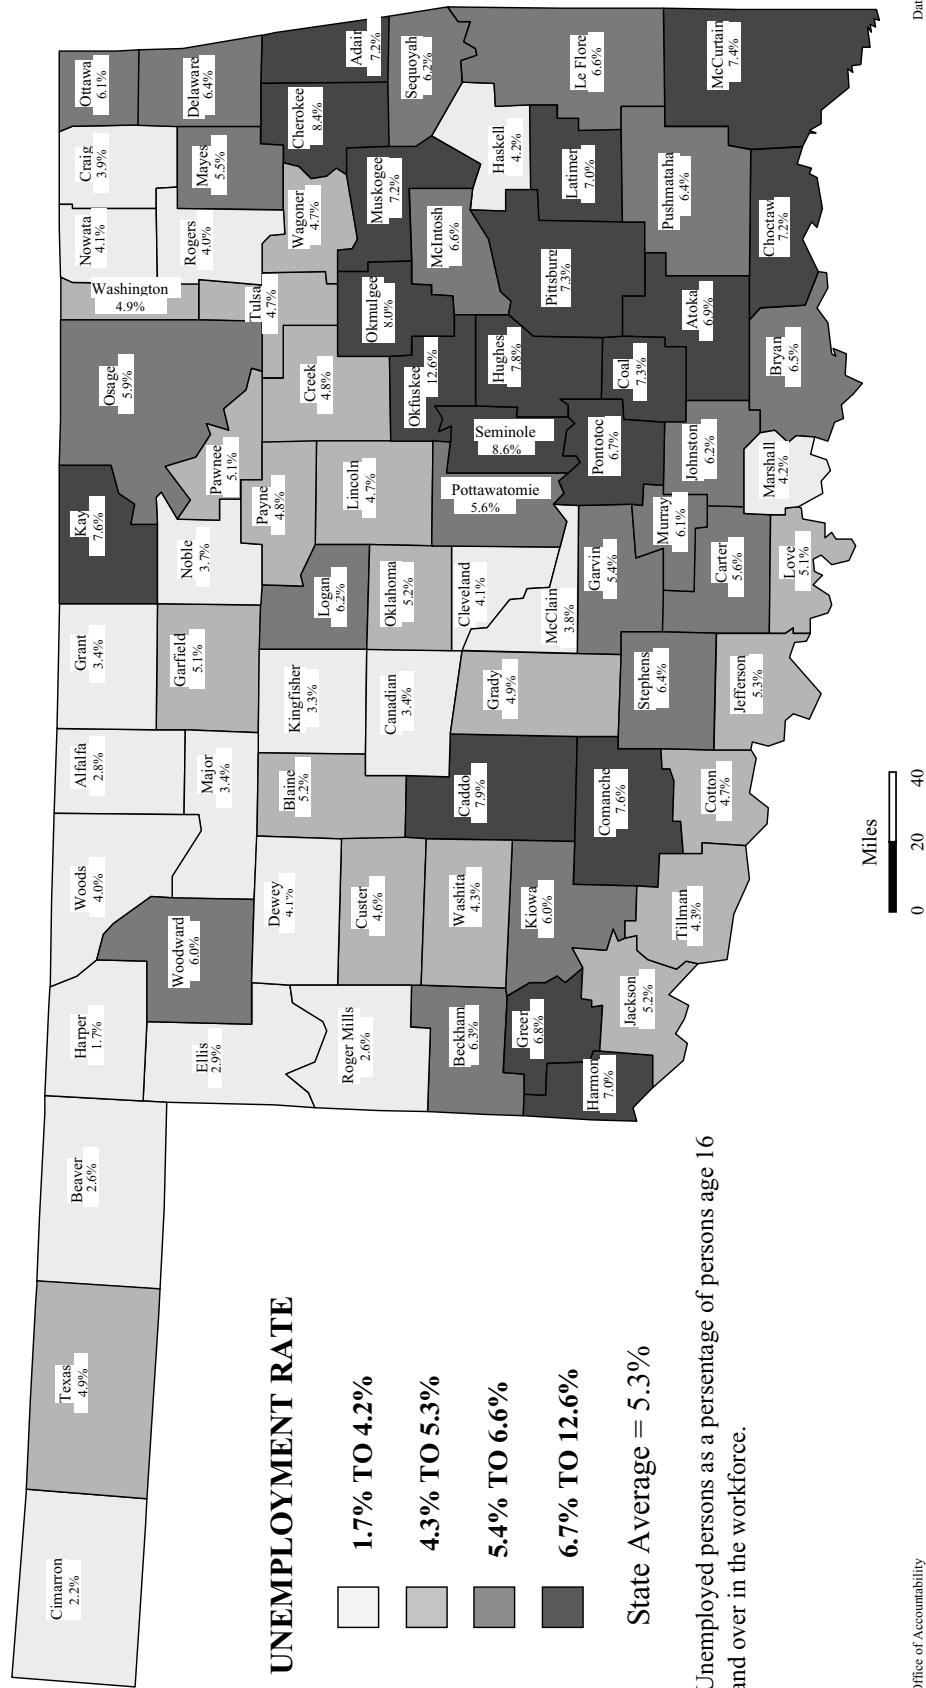 Cimarron
2.2%
Texas
4.9%
Beaver
2.6%
Harper
1.7%
Woods
4.0%
Alfalfa
2.8%
Grant
3.4%
Kay
7.6%
Osage
5.9%
Washington
4.9%
Nowata
4.1%
Craig
3.9%
Ottawa
6.1%
Ellis
2.9%
Woodward
6.0%
Major
3.4%
Garfield
5.1%
Noble
3.7%
Pawnee
5.1%
Tulsa
4.7%
Rogers
4.0%
Mayes
5.5%
Delaware
6.4%
Roger Mills
2.6%
Dewey
4.1%
Custer
4.6%
Blaine
5.2%
Kingfisher
3.3%
Logan
6.2%
Payne
4.8%
Lincoln
4.7%
Creek
4.8%
Wagoner
4.7%
Cherokee
8.4%
Adair
7.2%
Canadian
3.4%
Oklahoma
5.2%
Okfuskee
12.6%
Okmulgee
8.0%
Muskogee
7.2%
Sequoyah
6.2%
Beckham
6.3%
Washita
4.3%
Caddo
7.9%
Grady
4.9%
Cleveland
4.1%
McClain
3.8%
Pottawatomie
5.6%
Seminole
8.6%
Hughes
7.8%
McIntosh
6.6%
Haskell
4.2%
Greer
6.8%
Kiowa
6.0%
Harmon
7.0%
Jackson
5.2%
Tillman
4.3%
Comanche
7.6%
Cotton
4.7%
Stephens
6.4%
Jefferson
5.3%
Garvin
5.4%
Murray
6.1%
Carter
5.6%
Love
5.1%
Pontotoc
6.7%
Johnston
6.2%
Marshall
4.2%
Coal
7.3%
Atoka
6.9%
Bryan
6.5%
Pittsburg
7.3%
Latimer
7.0%
Le Flore
6.6%
Pushmataha
6.4%
Choctaw
7.2%
McCurtain
7.4%
UNEMPLOYMENT RATE
1.7% TO 4.2%
4.3% TO 5.3%
5.4% TO 6.6%
6.7% TO 12.6%
State Average = 5.3%
Unemployed persons as a persentage of persons age 16
and over in the workforce.
Miles
0 20 40
Office of Accountability
Dat